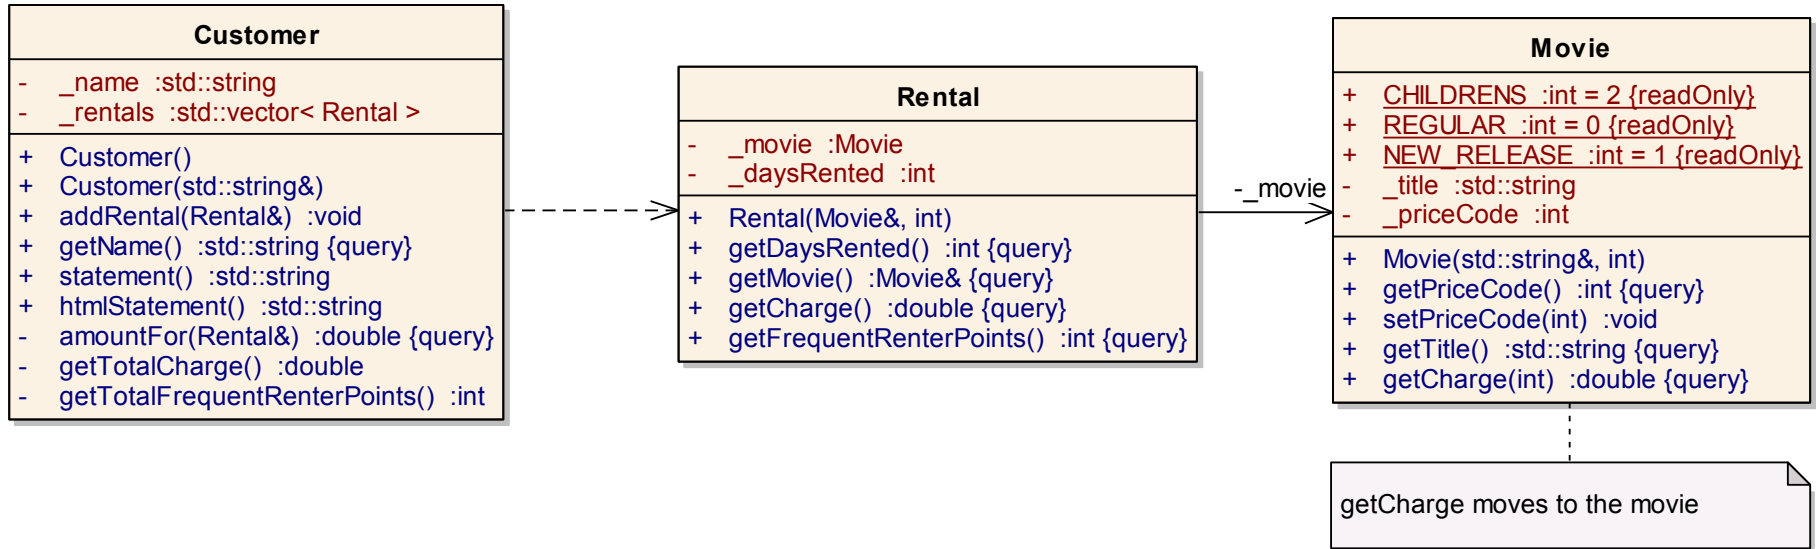 Customer
- _name :std::string
- _rentals :std::vector< Rental >
+ Customer()
+ Customer(std::string&)
+ addRental(Rental&) :void
+ getName() :std::string {query}
+ statement() :std::string
+ htmlStatement() :std::string
- amountFor(Rental&) :double {query}
- getTotalCharge() :double
- getTotalFrequentRenterPoints() :int
Rental
- _movie :Movie
- _daysRented :int
+ Rental(Movie&, int)
+ getDaysRented() :int {query}
+ getMovie() :Movie& {query}
+ getCharge() :double {query}
+ getFrequentRenterPoints() :int {query}
-_movie
Movie
+ CHILDRENS :int = 2 {readOnly}
+ REGULAR :int = 0 {readOnly}
+ NEW_RELEASE :int = 1 {readOnly}
- _title :std::string
- _priceCode :int
+ Movie(std::string&, int)
+ getPriceCode() :int {query}
+ setPriceCode(int) :void
+ getTitle() :std::string {query}
+ getCharge(int) :double {query}
getCharge moves to the movie